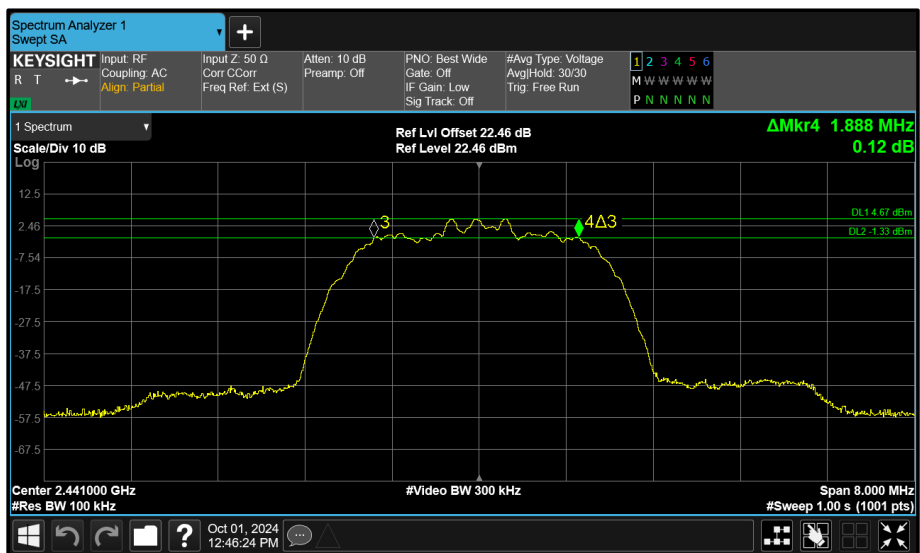 Spectrum Analyzer 1
Swept SA
KEYSIGHT
R T
LXI
Input: RF
Coupling: AC
Align: Partial
Input Z: 50 Ω
Corr CCorr
Freq Ref: Ext (S)
Atten: 10 dB
Preamp: Off
PNO: Best Wide
Gate: Off
IF Gain: Low
Sig Track: Off
#Avg Type: Voltage
Avg|Hold: 30/30
Trig: Free Run
1 2 3 4 5 6
M W W W W W
P N N N N N
1 Spectrum
Scale/Div 10 dB
Ref Lvl Offset 22.46 dB
Ref Level 22.46 dBm
ΔMkr4 1.888 MHz
0.12 dB
Log
12.5
2.46
-7.54
-17.5
-27.5
-37.5
-47.5
-57.5
-67.5
3
4Δ3
DL1 4.67 dBm
DL2 -1.33 dBm
Center 2.441000 GHz
#Video BW 300 kHz
Span 8.000 MHz
#Res BW 100 kHz
#Sweep 1.00 s (1001 pts)
?
Oct 01, 2024
12:46:24 PM